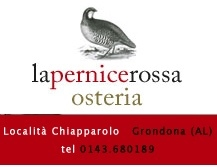 lapernicerossa
osteria
Località Chiapparolo Grondona (AL)
tel 0143.680189